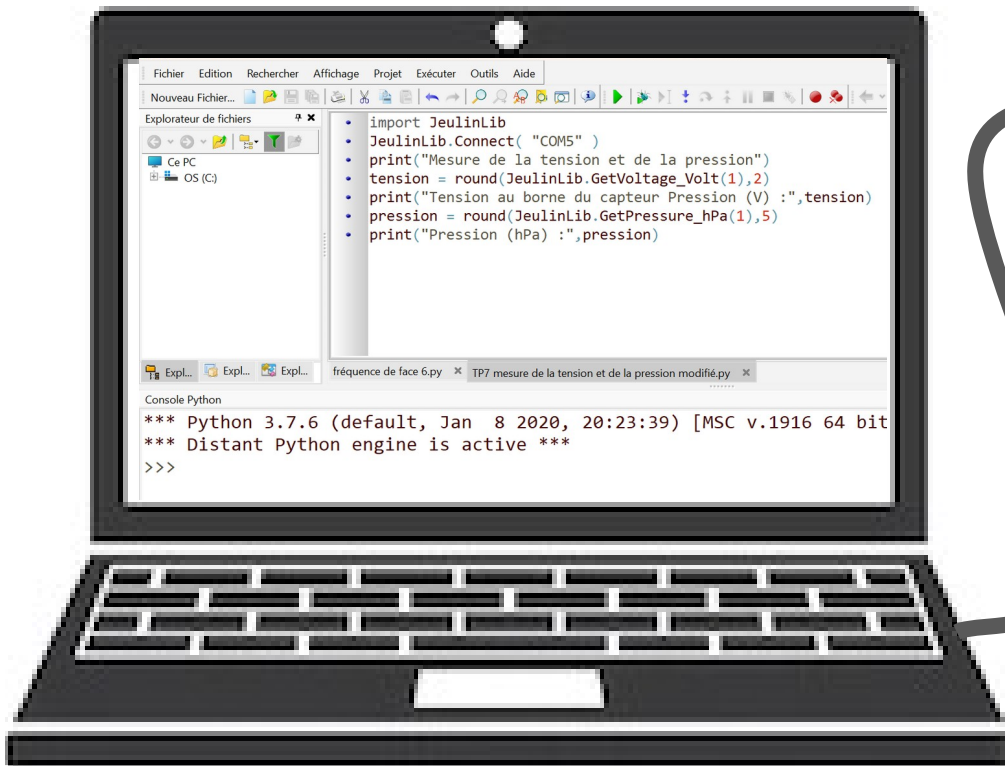 Fichier Edition Rechercher Affichage Projet Exécuter Outils Aide
Nouveau Fichier...
Explorateur de fichiers
Ce PC
OS (C:)
import JeulinLib
JeulinLib.Connect( "COM5" )
print("Mesure de la tension et de la pression")
tension = round(JeulinLib.GetVoltage_Volt(1),2)
print("Tension au borne du capteur Pression (V) :",tension)
pression = round(JeulinLib.GetPressure_hPa(1),5)
print("Pression (hPa) :",pression)
Expl... Expl... Expl... fréquence de face 6.py TP7 mesure de la tension et de la pression modifié.py
Console Python
*** Python 3.7.6 (default, Jan  8 2020, 20:23:39) [MSC v.1916 64 bit
*** Distant Python engine is active ***
>>>